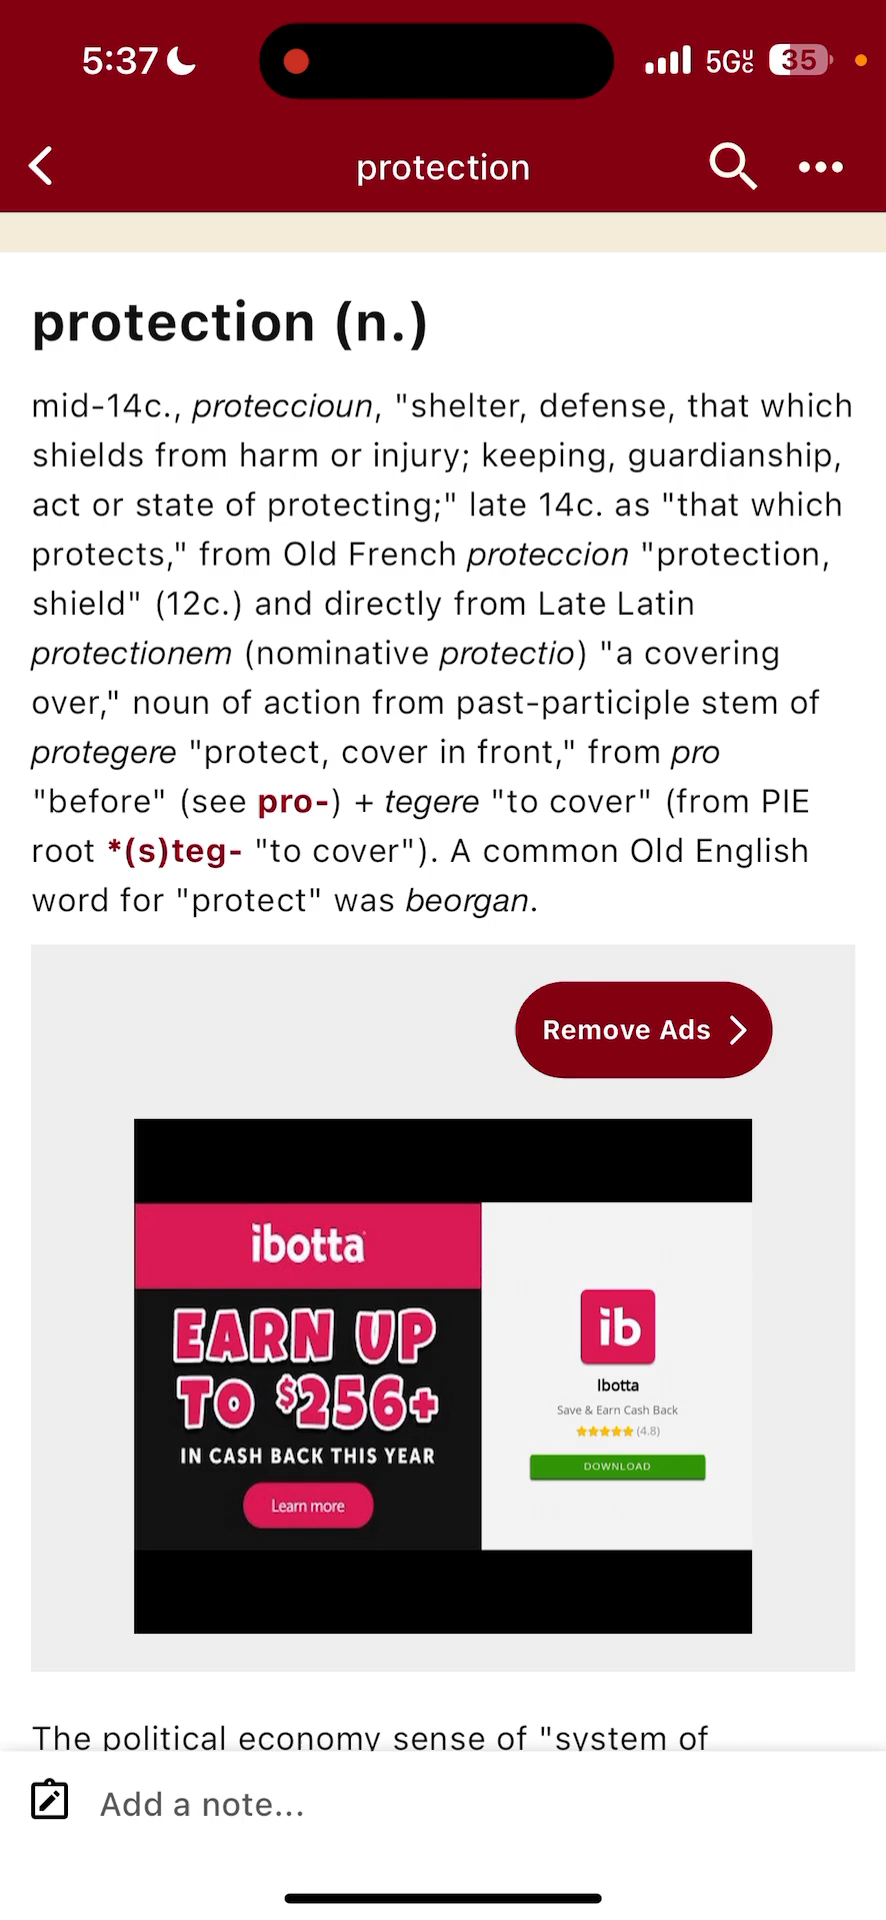 5:37
5GUC
35
protection
protection (n.)
mid-14c., proteccioun, "shelter, defense, that which
shields from harm or injury; keeping, guardianship,
act or state of protecting;" late 14c. as "that which
protects," from Old French proteccion "protection,
shield" (12c.) and directly from Late Latin
protectionem (nominative protectio) "a covering
over," noun of action from past-participle stem of
protegere "protect, cover in front," from pro
"before" (see pro-) + tegere "to cover" (from PIE
root *(s)teg- "to cover"). A common Old English
word for "protect" was beorgan.
Remove Ads
ibotta
EARN UP
TO $256+
IN CASH BACK THIS YEAR
Learn more
ib
Ibotta
Save & Earn Cash Back
(4.8)
DOWNLOAD
The political economy sense of "system of
Add a note...